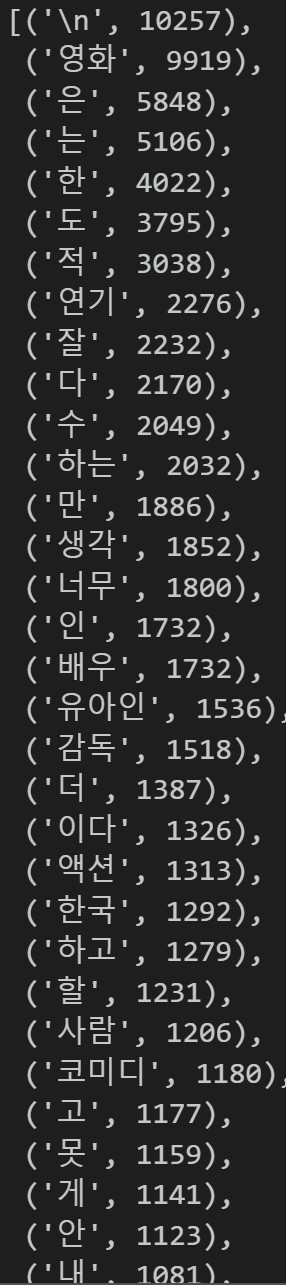 [('\n', 10257),
('영화', 9919),
('은', 5848),
('는', 5106),
('한', 4022),
('도', 3795),
('적', 3038),
('연기', 2276),
('잘', 2232),
('다', 2170),
('수', 2049),
('하는', 2032),
('만', 1886),
('생각', 1852),
('너무', 1800),
('인', 1732),
('배우', 1732),
('유아인', 1536),
('감독', 1518),
('더', 1387),
('이다', 1326),
('액션', 1313),
('한국', 1292),
('하고', 1279),
('할', 1231),
('사람', 1206),
('코미디', 1180),
('고', 1177),
('못', 1159),
('게', 1141),
('안', 1123),
('내', 1081),